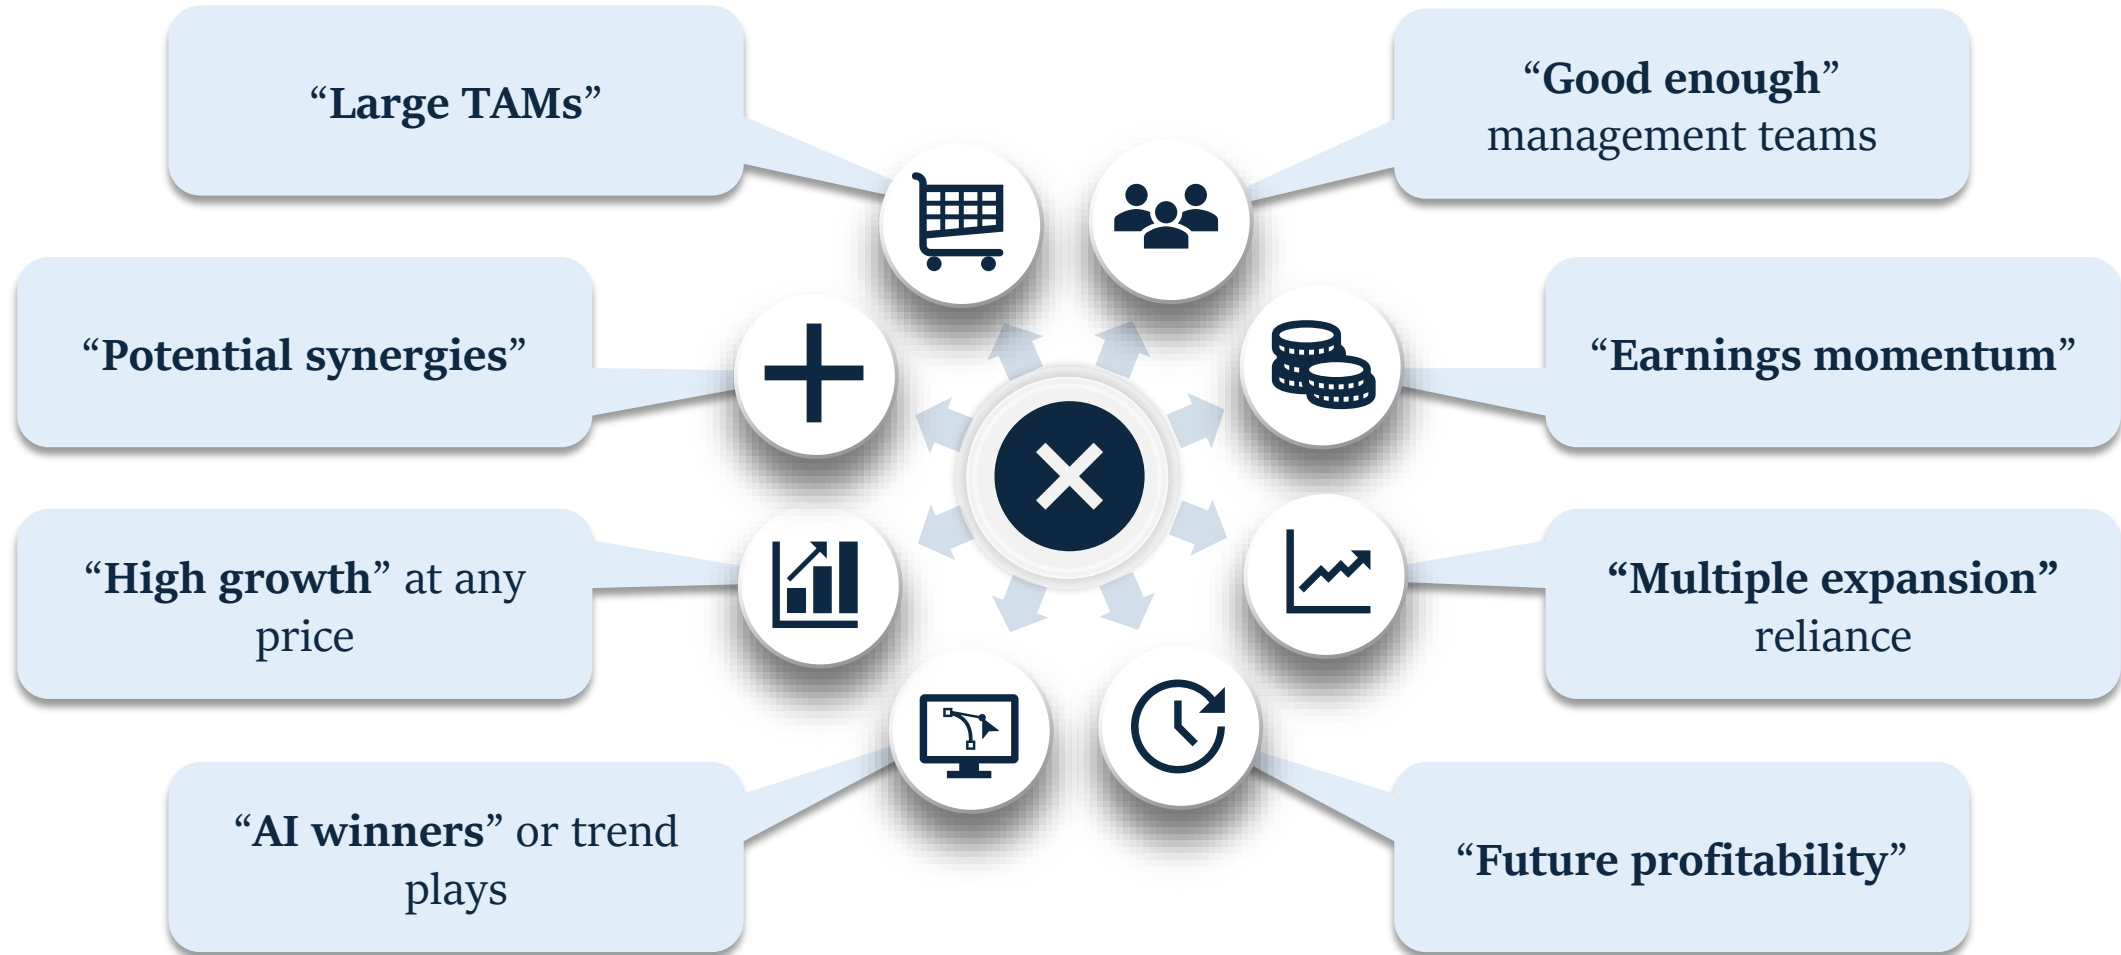 “Large TAMs”
“Good enough”
management teams
“Potential synergies”
“Earnings momentum”
“High growth” at any
price
“Multiple expansion”
reliance
“AI winners” or trend
plays
“Future profitability”